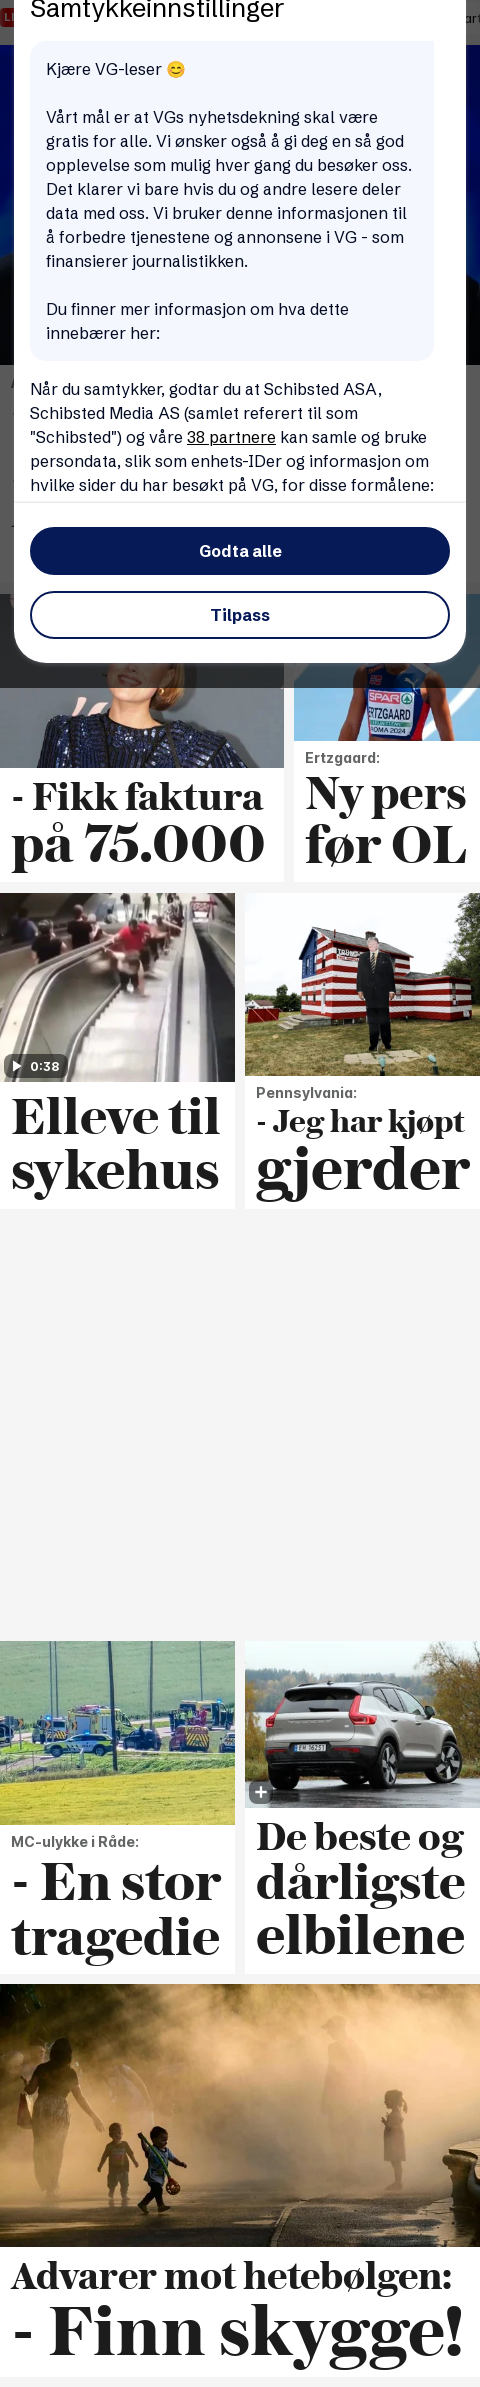 Samtykkeinnstillinger
Kjære VG-leser 😊
Vårt mål er at VGs nyhetsdekning skal være
gratis for alle. Vi ønsker også å gi deg en så god
opplevelse som mulig hver gang du besøker oss.
Det klarer vi bare hvis du og andre lesere deler
data med oss. Vi bruker denne informasjonen til
å forbedre tjenestene og annonsene i VG - som
finansierer journalistikken.
Du finner mer informasjon om hva dette
innebærer her:
Når du samtykker, godtar du at Schibsted ASA,
Schibsted Media AS (samlet referert til som
"Schibsted") og våre 38 partnere kan samle og bruke
persondata, slik som enhets-IDer og informasjon om
hvilke sider du har besøkt på VG, for disse formålene:
Godta alle
Tilpass
SPAR
ERTZGAARD
ROMA 2024
- Fikk faktura
på 75.000
Ertzgaard:
Ny pers
før OL
0:38
Elleve til
sykehus
Pennsylvania:
- Jeg har kjøpt
gjerder
MC-ulykke i Råde:
- En stor
tragedie
De beste og
dårligste
elbilene
Advarer mot hetebølgen:
- Finn skygge!